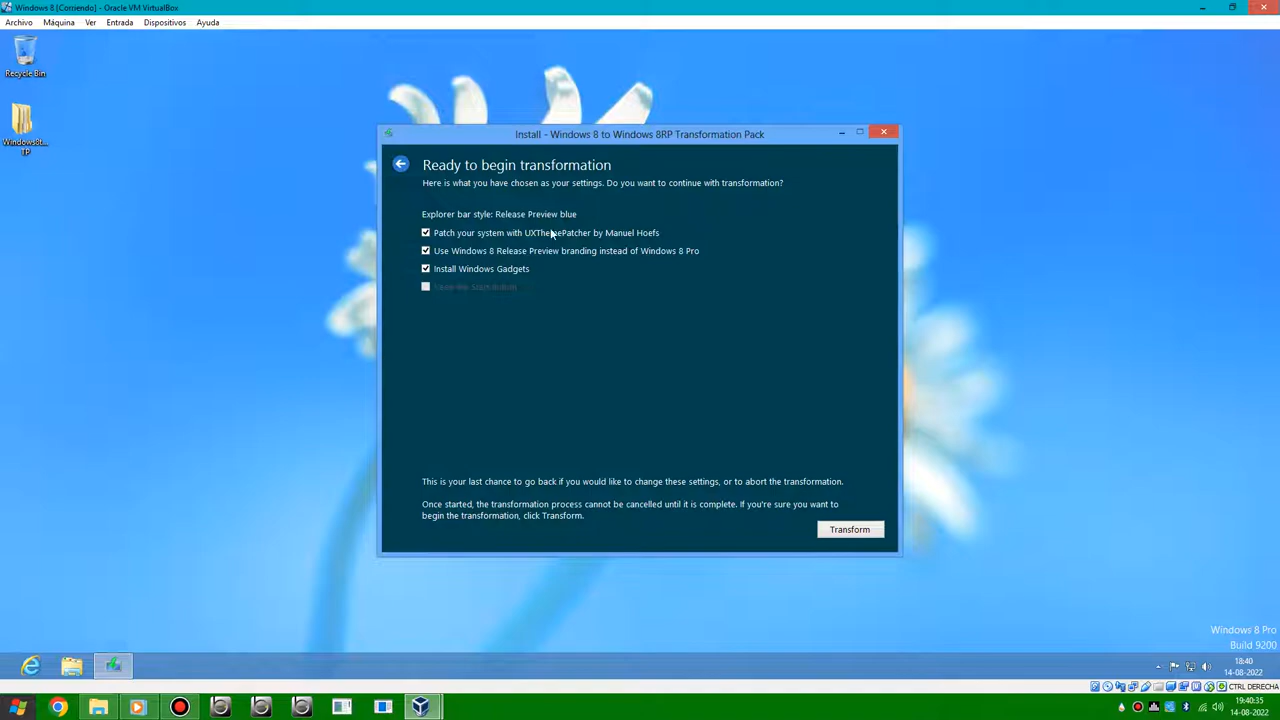 Windows 8 [Corriendo] - Oracle VM VirtualBox
Archivo Máquina Ver Entrada Dispositivos Ayuda
Recycle Bin
Windows8t...
TP
Install - Windows 8 to Windows 8RP Transformation Pack
Ready to begin transformation
Here is what you have chosen as your settings. Do you want to continue with transformation?
Explorer bar style: Release Preview blue
Patch your system with UXThemePatcher by Manuel Hoefs
Use Windows 8 Release Preview branding instead of Windows 8 Pro
Install Windows Gadgets
This is your last chance to go back if you would like to change these settings, or to abort the transformation.
Once started, the transformation process cannot be cancelled until it is complete. If you're sure you want to
begin the transformation, click Transform.
Transform
Windows 8 Pro
Build 9200
18:40
14-08-2022
CTRL DERECHA
19:40:35
14-08-2022